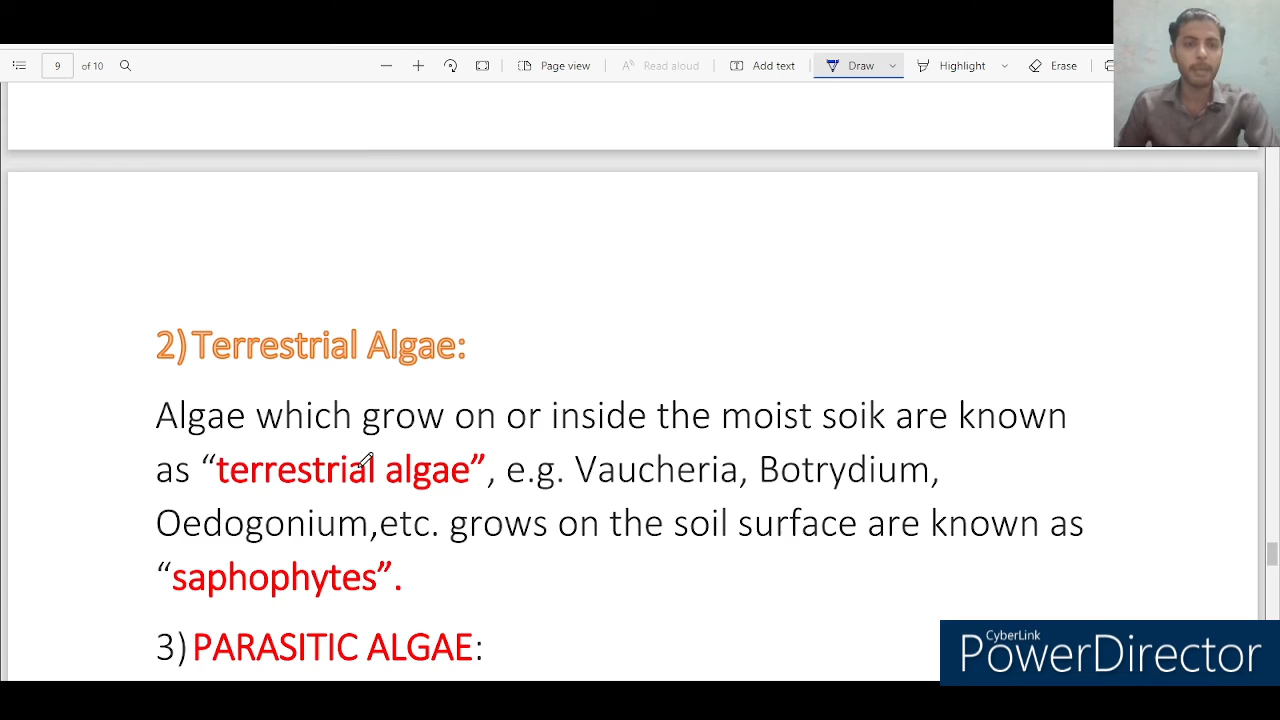 9 of 10 Page view Read aloud Add text Draw Highlight Erase
2) Terrestrial Algae:
Algae which grow on or inside the moist soik are known
as “terrestrial algae”, e.g. Vaucheria, Botrydium,
Oedogonium,etc. grows on the soil surface are known as
“saphophytes”.
3) PARASITIC ALGAE:
CyberLink
PowerDirector